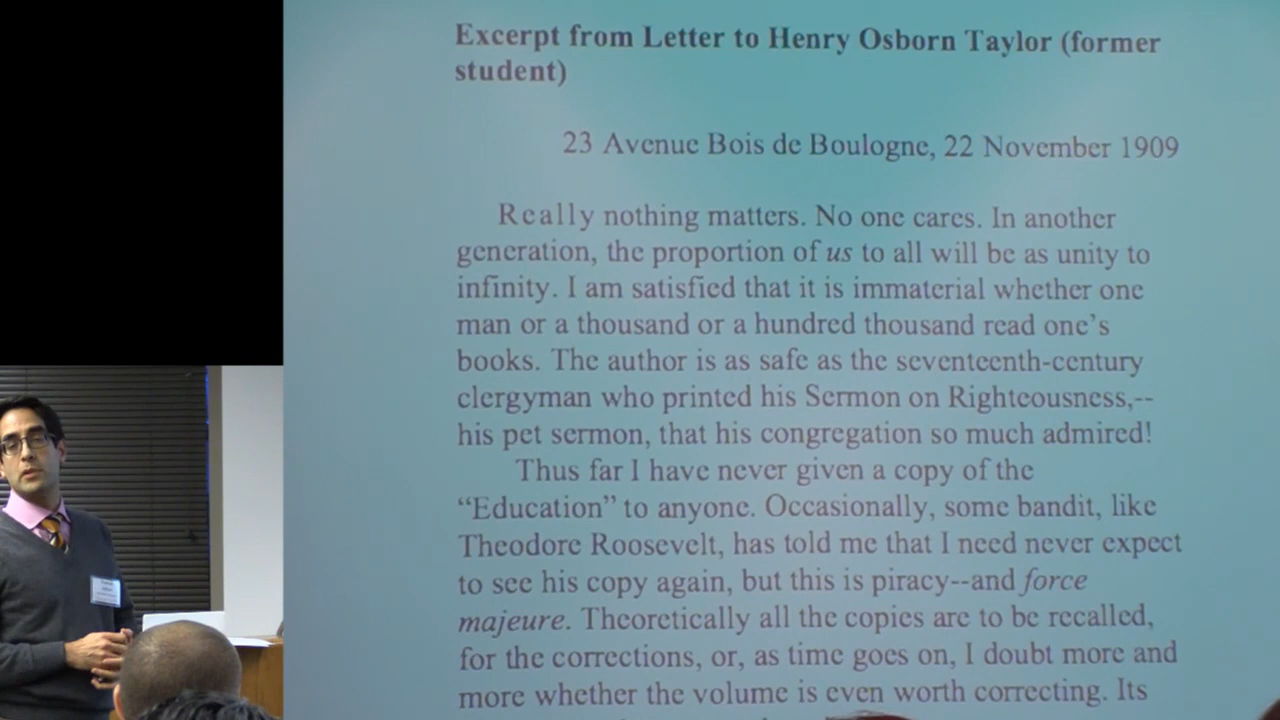 Excerpt from Letter to Henry Osborn Taylor (former
student)
23 Avenue Bois de Boulogne, 22 November 1909
Really nothing matters. No one cares. In another
generation, the proportion of us to all will be as unity to
infinity. I am satisfied that it is immaterial whether one
man or a thousand or a hundred thousand read one's
books. The author is as safe as the seventeenth-century
clergyman who printed his Sermon on Righteousness,--
his pet sermon, that his congregation so much admired!
Thus far I have never given a copy of the
“Education” to anyone. Occasionally, some bandit, like
Theodore Roosevelt, has told me that I need never expect
to see his copy again, but this is piracy--and force
majeure. Theoretically all the copies are to be recalled,
for the corrections, or, as time goes on, I doubt more and
more whether the volume is even worth correcting. Its